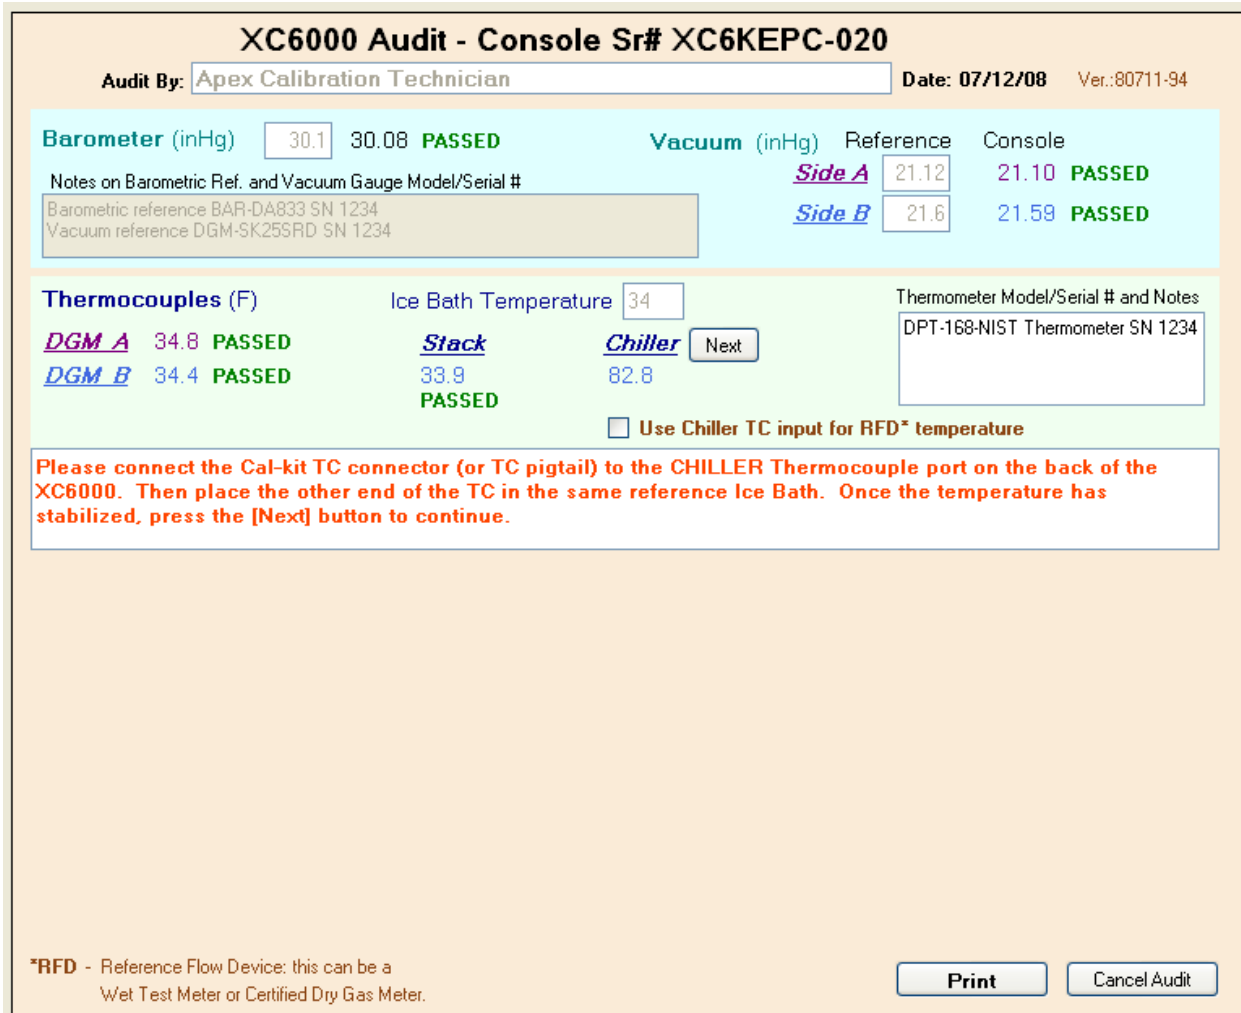 XC6000 Audit - Console Sr# XC6KEPC-020
Audit By: Apex Calibration Technician Date: 07/12/08 Ver.:80711-94
Barometer (inHg) 30.1 30.08 PASSED
Notes on Barometric Ref. and Vacuum Gauge Model/Serial #
Barometric reference BAR-DA833 SN 1234
Vacuum reference DGM-SK25SRD SN 1234
Vacuum (inHg) Reference Console
Side A 21.12 21.10 PASSED
Side B 21.6 21.59 PASSED
Thermocouples (F) Ice Bath Temperature 34
DGM A 34.8 PASSED
DGM B 34.4 PASSED
Stack
33.9
PASSED
Chiller Next
82.8
Use Chiller TC input for RFD* temperature
Thermometer Model/Serial # and Notes
DPT-168-NIST Thermometer SN 1234
Please connect the Cal-kit TC connector (or TC pigtail) to the CHILLER Thermocouple port on the back of the
XC6000. Then place the other end of the TC in the same reference Ice Bath. Once the temperature has
stabilized, press the [Next] button to continue.
*RFD - Reference Flow Device: this can be a
Wet Test Meter or Certified Dry Gas Meter.
Print Cancel Audit